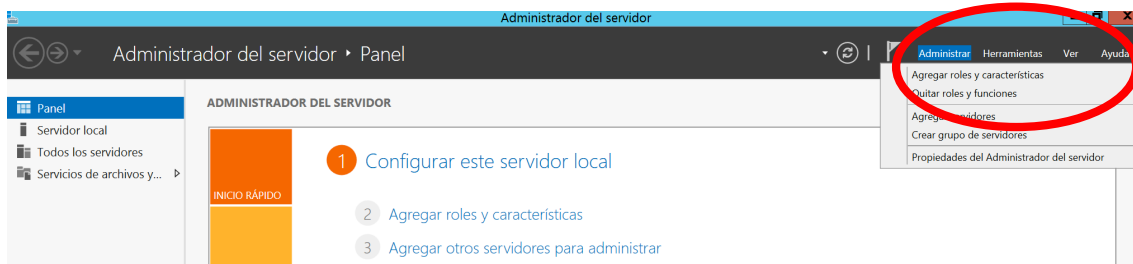 Administrador del servidor
Administrador del servidor ‣ Panel
Administrar Herramientas Ver Ayuda
Agregar roles y características
Quitar roles y funciones
Agregar servidores
Crear grupo de servidores
Propiedades del Administrador del servidor
Panel
Servidor local
Todos los servidores
Servicios de archivos y...
ADMINISTRADOR DEL SERVIDOR
INICIO RÁPIDO
1 Configurar este servidor local
2 Agregar roles y características
3 Agregar otros servidores para administrar